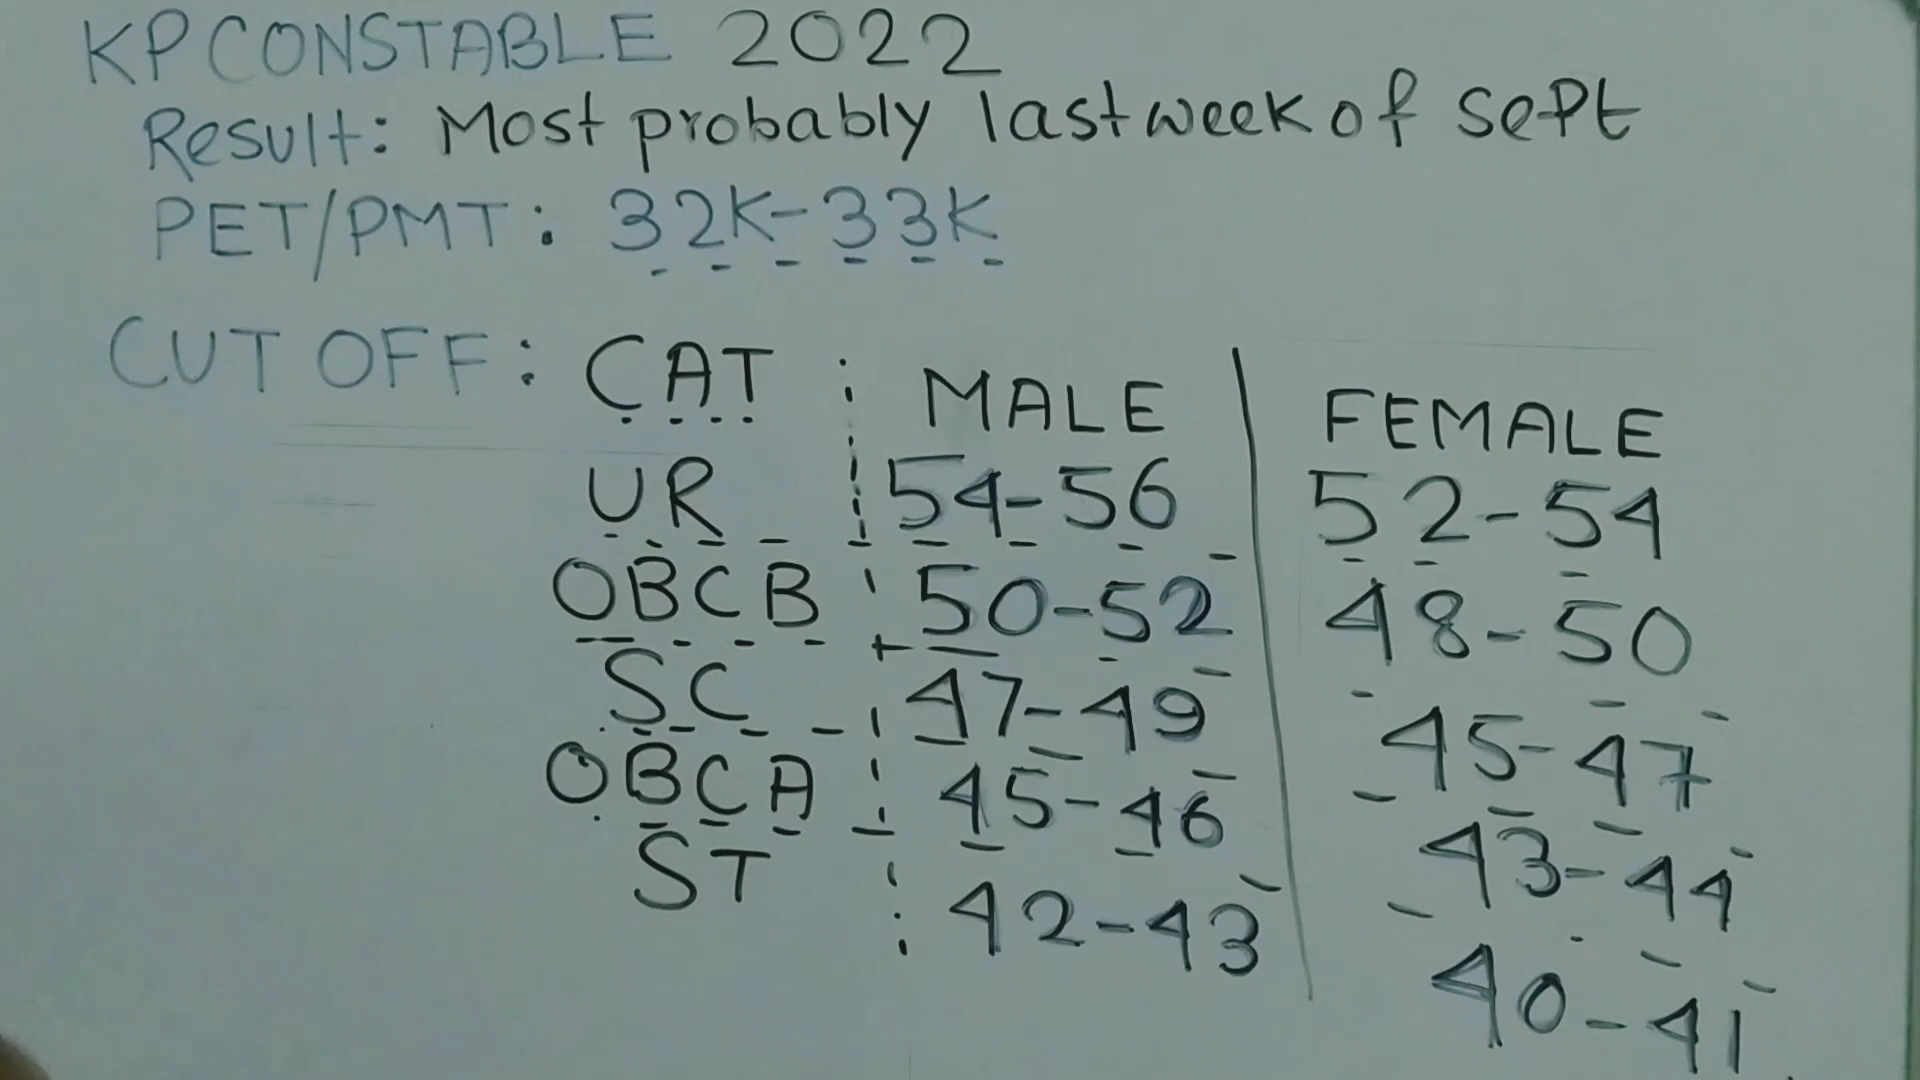 KP CONSTABLE 2022
Result: Most probably last week of sept
PET/PMT: 32K-33K
CUT OFF: CAT : MALE FEMALE
UR 54-56 52-54
OBCB 50-52 48-50
SC 47-49 45-47
OBCA 45-46 43-44
ST : 42-43 40-41